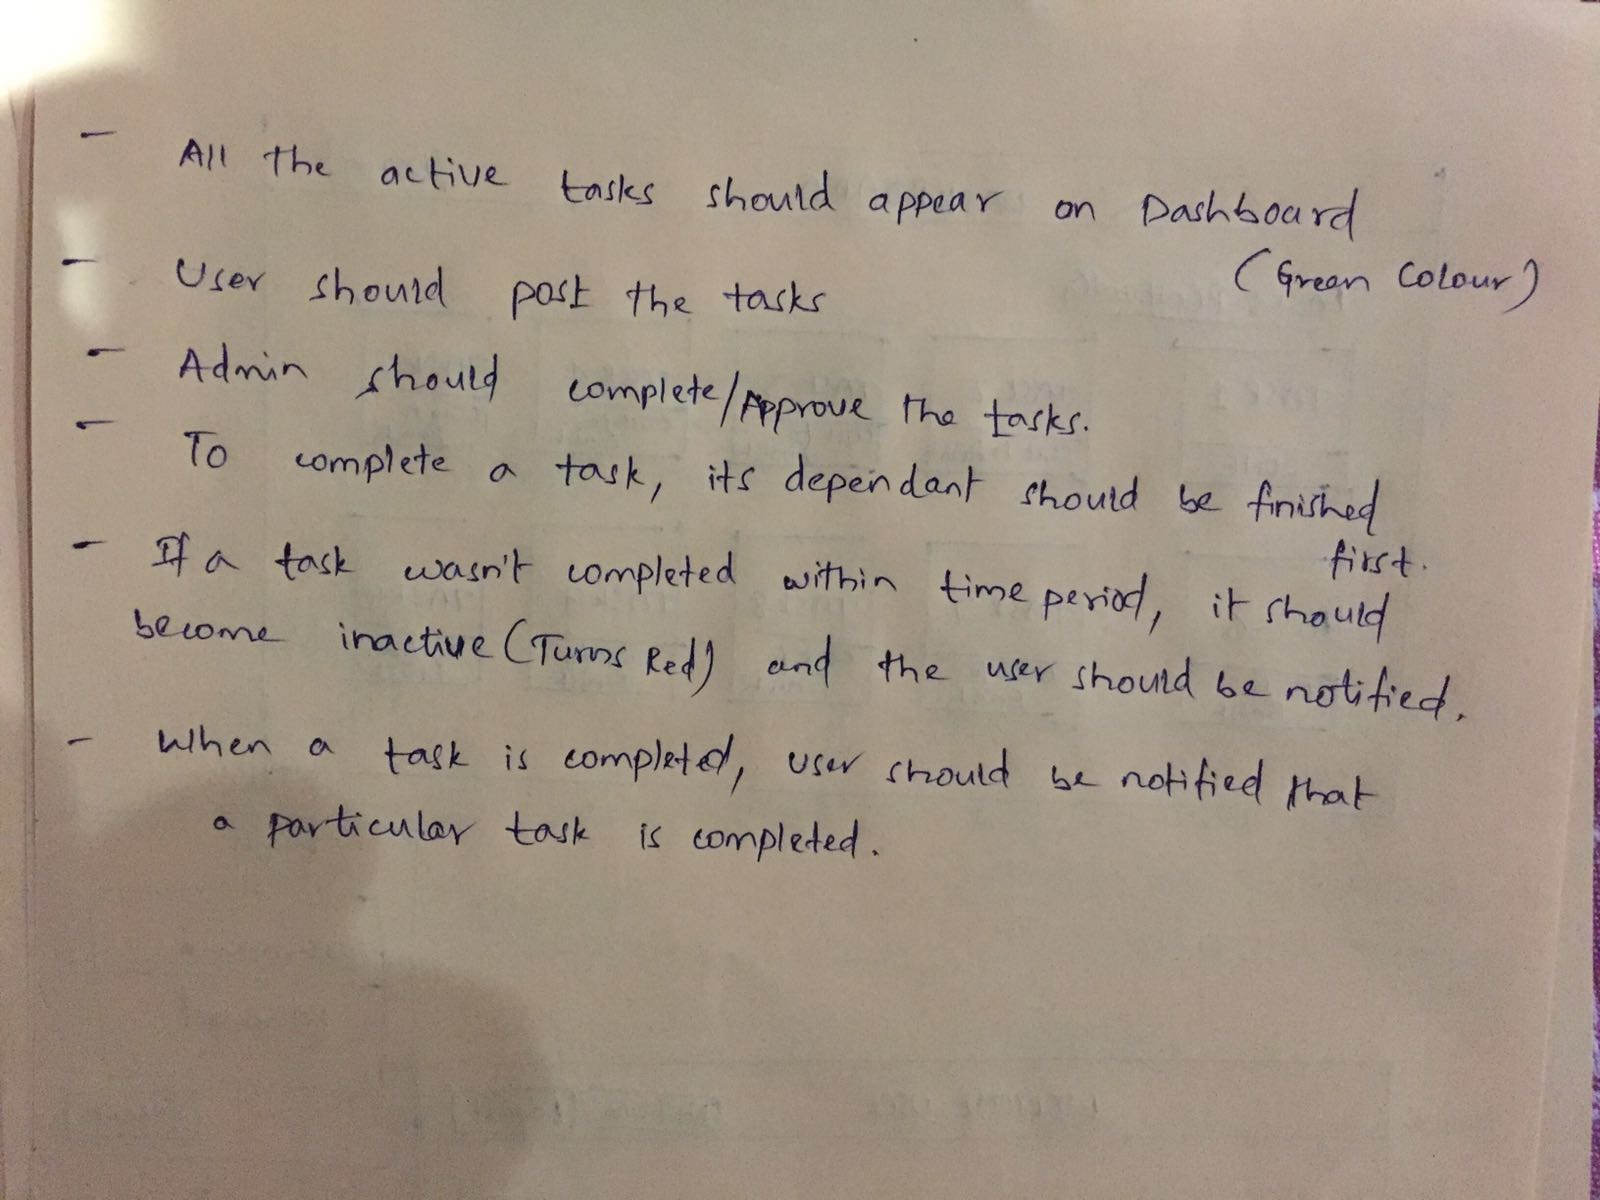 - All the active tasks should appear on Dashboard
(Green Colour)
- User should post the tasks
- Admin should complete/Approve the tasks.
- To complete a task, its dependant should be finished
first.
- If a task wasn't completed within time period, it should
become inactive (Turns Red) and the user should be notified.
- When a task is completed, user should be notified that
a particular task is completed.